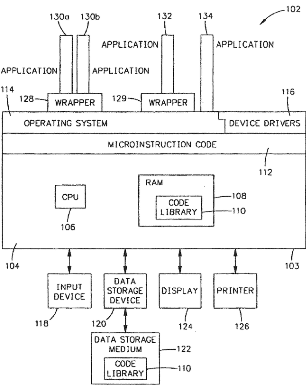 130a 130b 132 134
102
APPLICATION APPLICATION
APPLICATION APPLICATION
128 WRAPPER 129 WRAPPER
114 116
OPERATING SYSTEM DEVICE DRIVERS
MICROINSTRUCTION CODE
112
RAM
CPU 108
CODE LIBRARY 110
106
104 103
INPUT DEVICE DATA STORAGE DEVICE DISPLAY PRINTER
118 120 124 126
DATA STORAGE MEDIUM 122
CODE LIBRARY 110